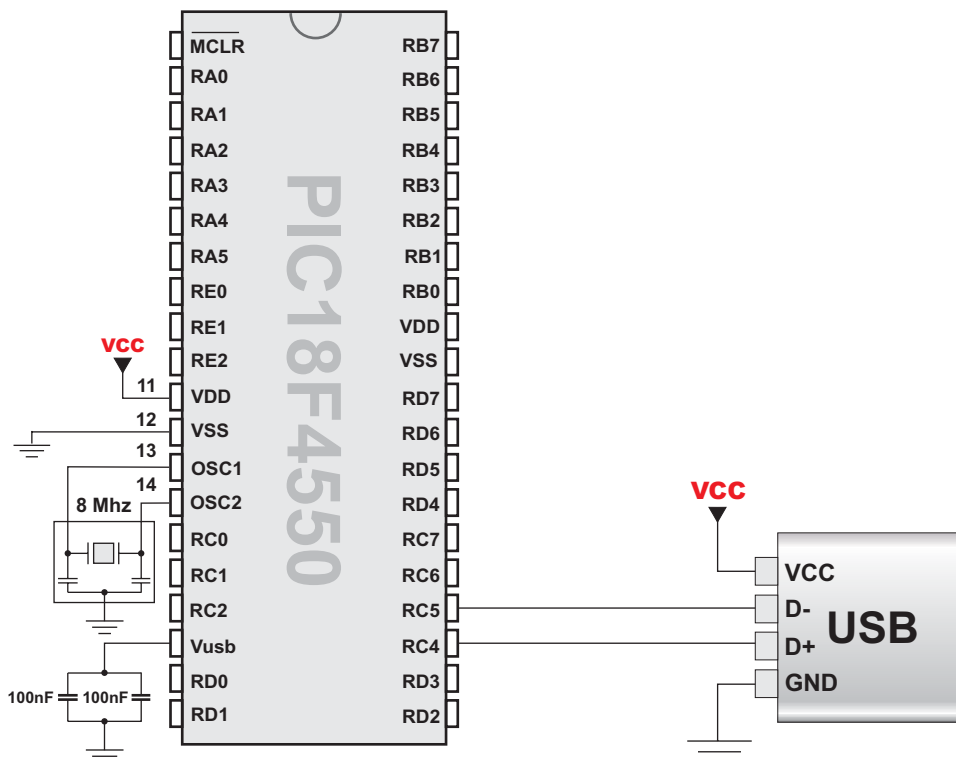 MCLR
RA0
RA1
RA2
RA3
RA4
RA5
RE0
RE1
RE2
VDD
VSS
OSC1
OSC2
RC0
RC1
RC2
Vusb
RD0
RD1
PIC18F4550
RB7
RB6
RB5
RB4
RB3
RB2
RB1
RB0
VDD
VSS
RD7
RD6
RD5
RD4
RC7
RC6
RC5
RC4
RD3
RD2
VCC
11
12
13
14
8 Mhz
100nF 100nF
VCC
VCC
D-
D+
GND
USB